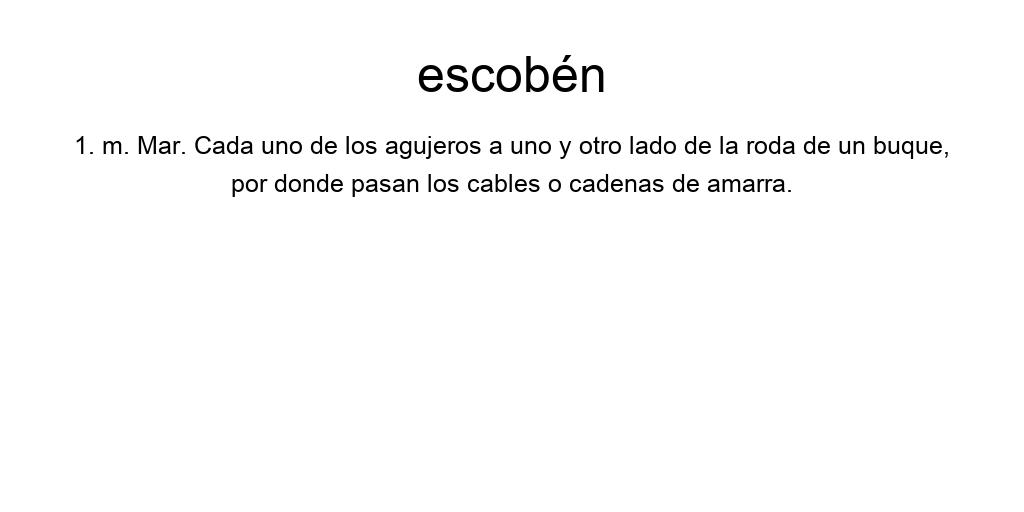 escobén
1. m. Mar. Cada uno de los agujeros a uno y otro lado de la roda de un buque,
por donde pasan los cables o cadenas de amarra.